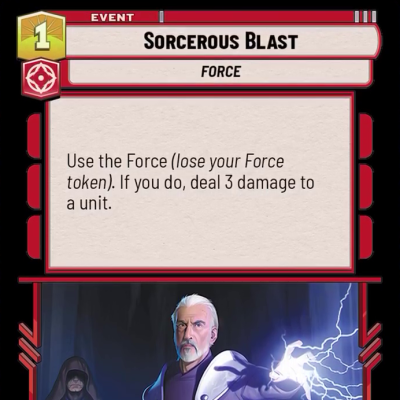 EVENT
1
SORCEROUS BLAST
FORCE
Use the Force (lose your Force
token). If you do, deal 3 damage to
a unit.